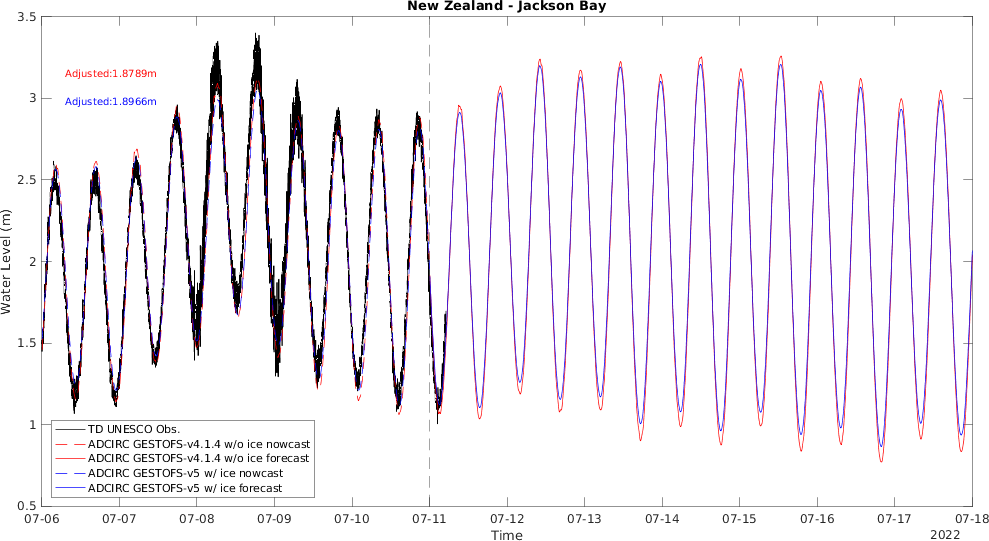 New Zealand - Jackson Bay
3.5
3
2.5
2
1.5
1
0.5
Water Level (m)
Adjusted:1.8789m
Adjusted:1.8966m
TD UNESCO Obs.
ADCIRC GESTOFS-v4.1.4 w/o ice nowcast
ADCIRC GESTOFS-v4.1.4 w/o ice forecast
ADCIRC GESTOFS-v5 w/ ice nowcast
ADCIRC GESTOFS-v5 w/ ice forecast
07-06 07-07 07-08 07-09 07-10 07-11 07-12 07-13 07-14 07-15 07-16 07-17 07-18
Time
2022